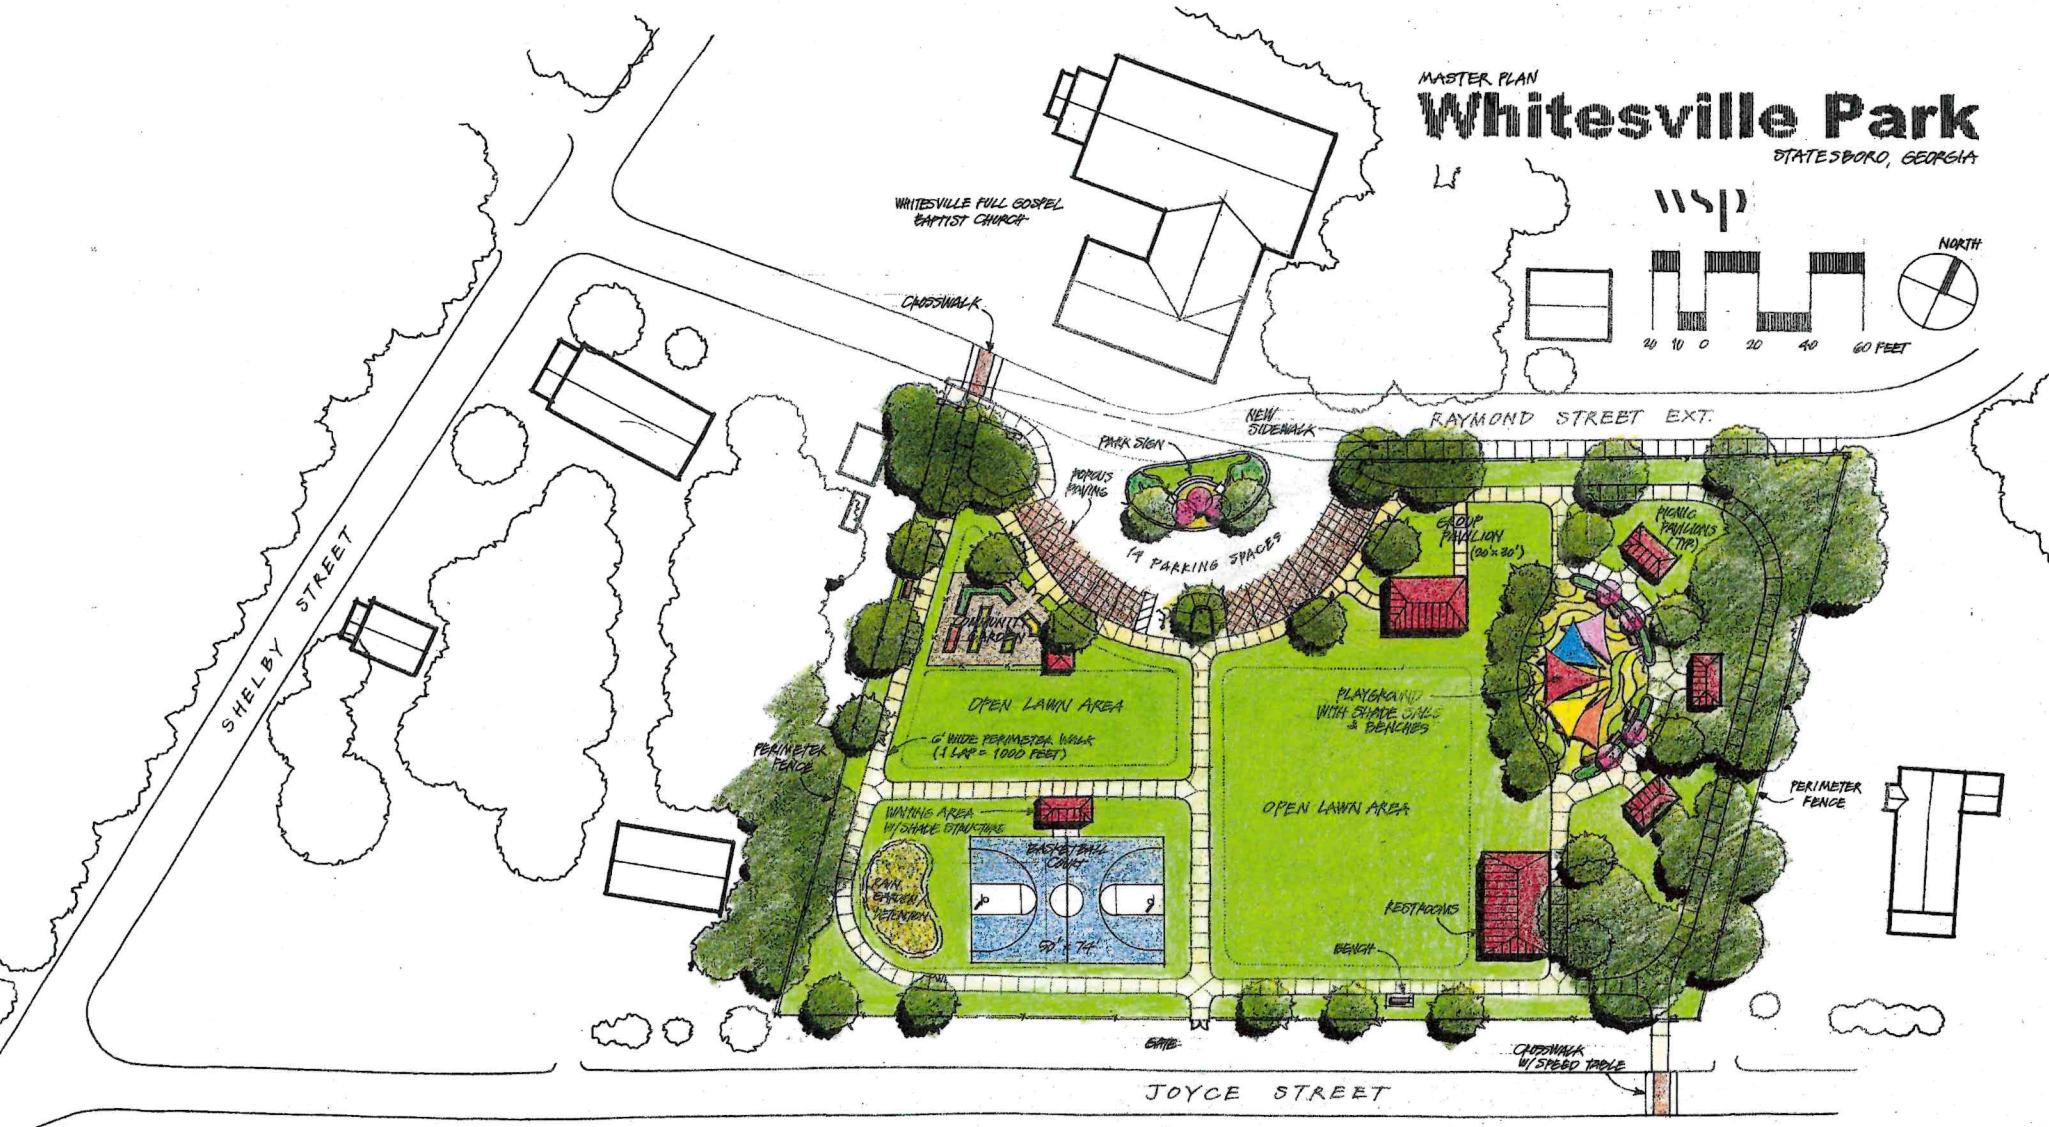 MASTER PLAN
Whitesville Park
STATESBORO, GEORGIA
wsp
NORTH
20 10 0 20 40 60 FEET
WHITESVILLE FULL GOSPEL
BAPTIST CHURCH
CROSSWALK
RAYMOND STREET EXT.
NEW
SIDEWALK
PARK SIGN
POROUS
PAVING
14 PARKING SPACES
GROUP
PAVILION
(20'x30')
PICNIC
PAVILIONS
(TYP.)
SHELBY STREET
COMMUNITY
GARDEN
OPEN LAWN AREA
6' WIDE PERIMETER WALK
(1 LAP = 1000 FEET)
PERIMETER
FENCE
PLAYGROUND
WITH SHADE SAILS
& BENCHES
OPEN LAWN AREA
PERIMETER
FENCE
WAITING AREA
W/SHADE STRUCTURE
BASKETBALL
COURT
50' x 74'
RAIN
GARDEN/
DETENTION
RESTROOMS
BENCH
GATE
CROSSWALK
W/SPEED TABLE
JOYCE STREET